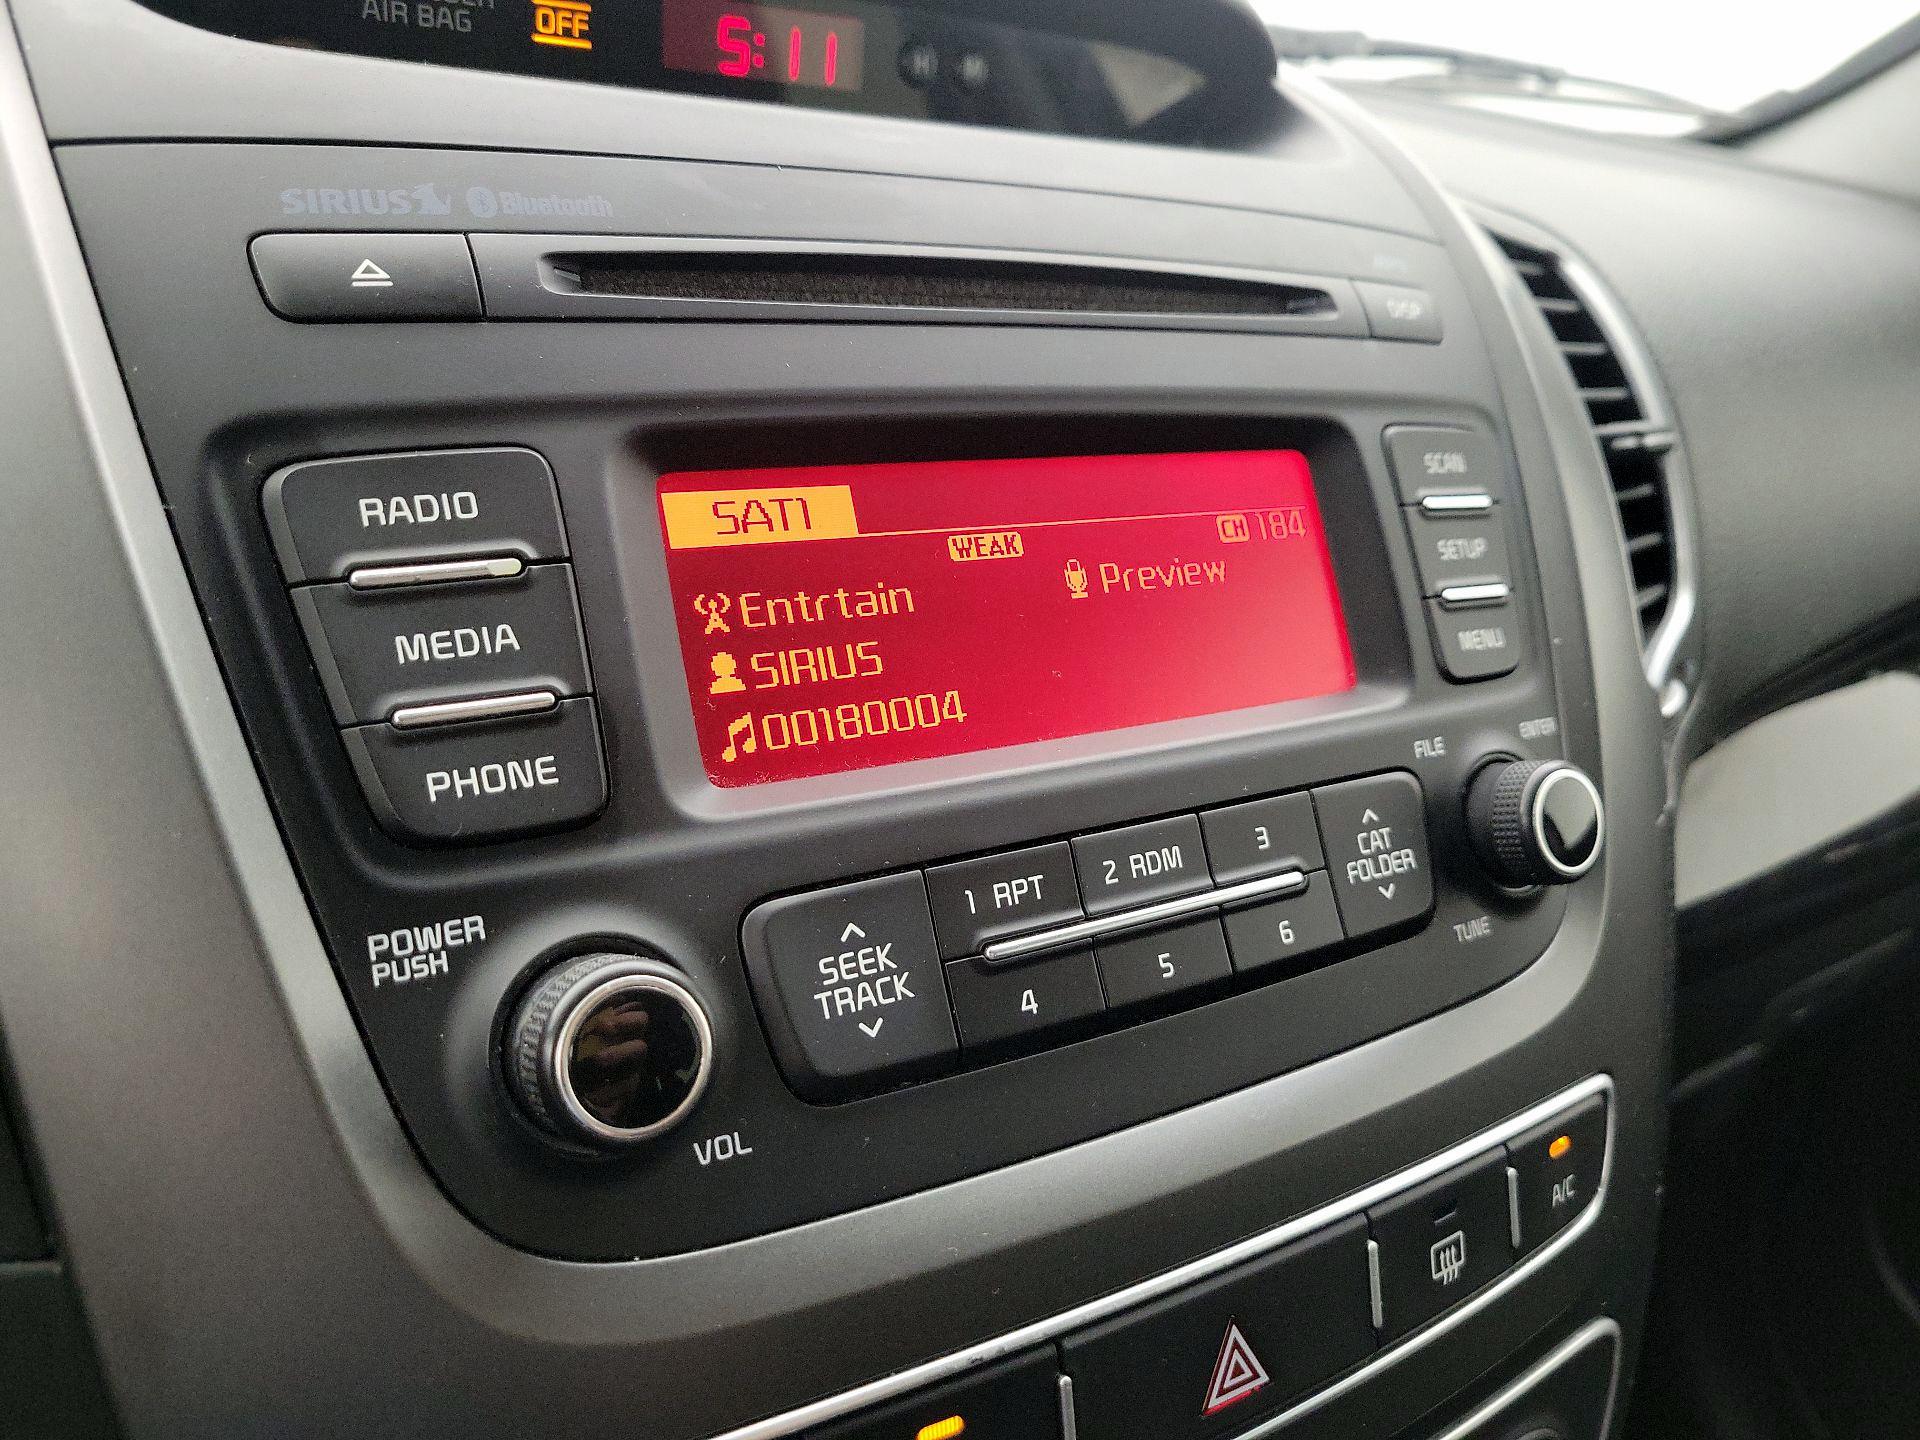 AIR BAG
OFF
5:11
SIRIUS Bluetooth
DISP
RADIO
MEDIA
PHONE
SAT1
WEAK
CH 184
Entrtain
Preview
SIRIUS
00180004
SCAN
SETUP
MENU
FILE
ENTER
TUNE
POWER
PUSH
VOL
SEEK
TRACK
1 RPT
2 RDM
3
4
5
6
CAT
FOLDER
A/C